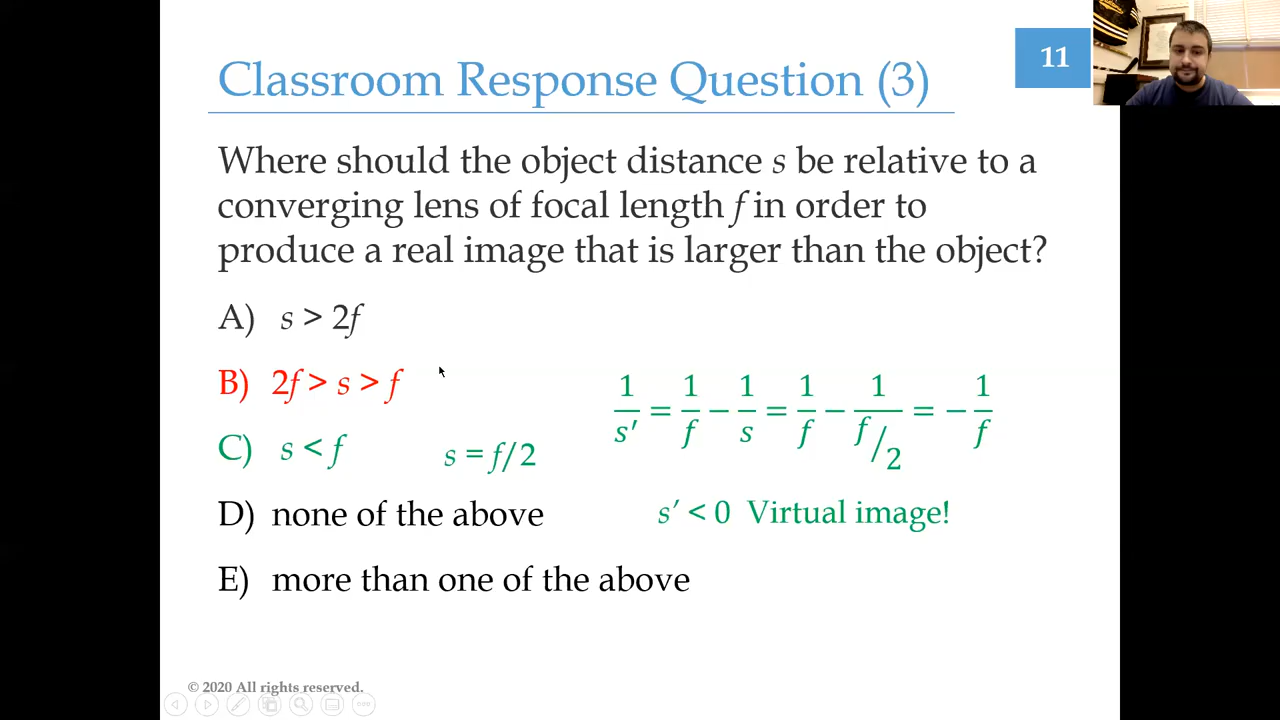 Classroom Response Question (3)
11
Where should the object distance s be relative to a
converging lens of focal length f in order to
produce a real image that is larger than the object?
A) s > 2f
B) 2f > s > f
C) s < f
s = f/2
1/s′ = 1/f − 1/s = 1/f − 1/(f/2) = − 1/f
D) none of the above
s′ < 0 Virtual image!
E) more than one of the above
© 2020 All rights reserved.